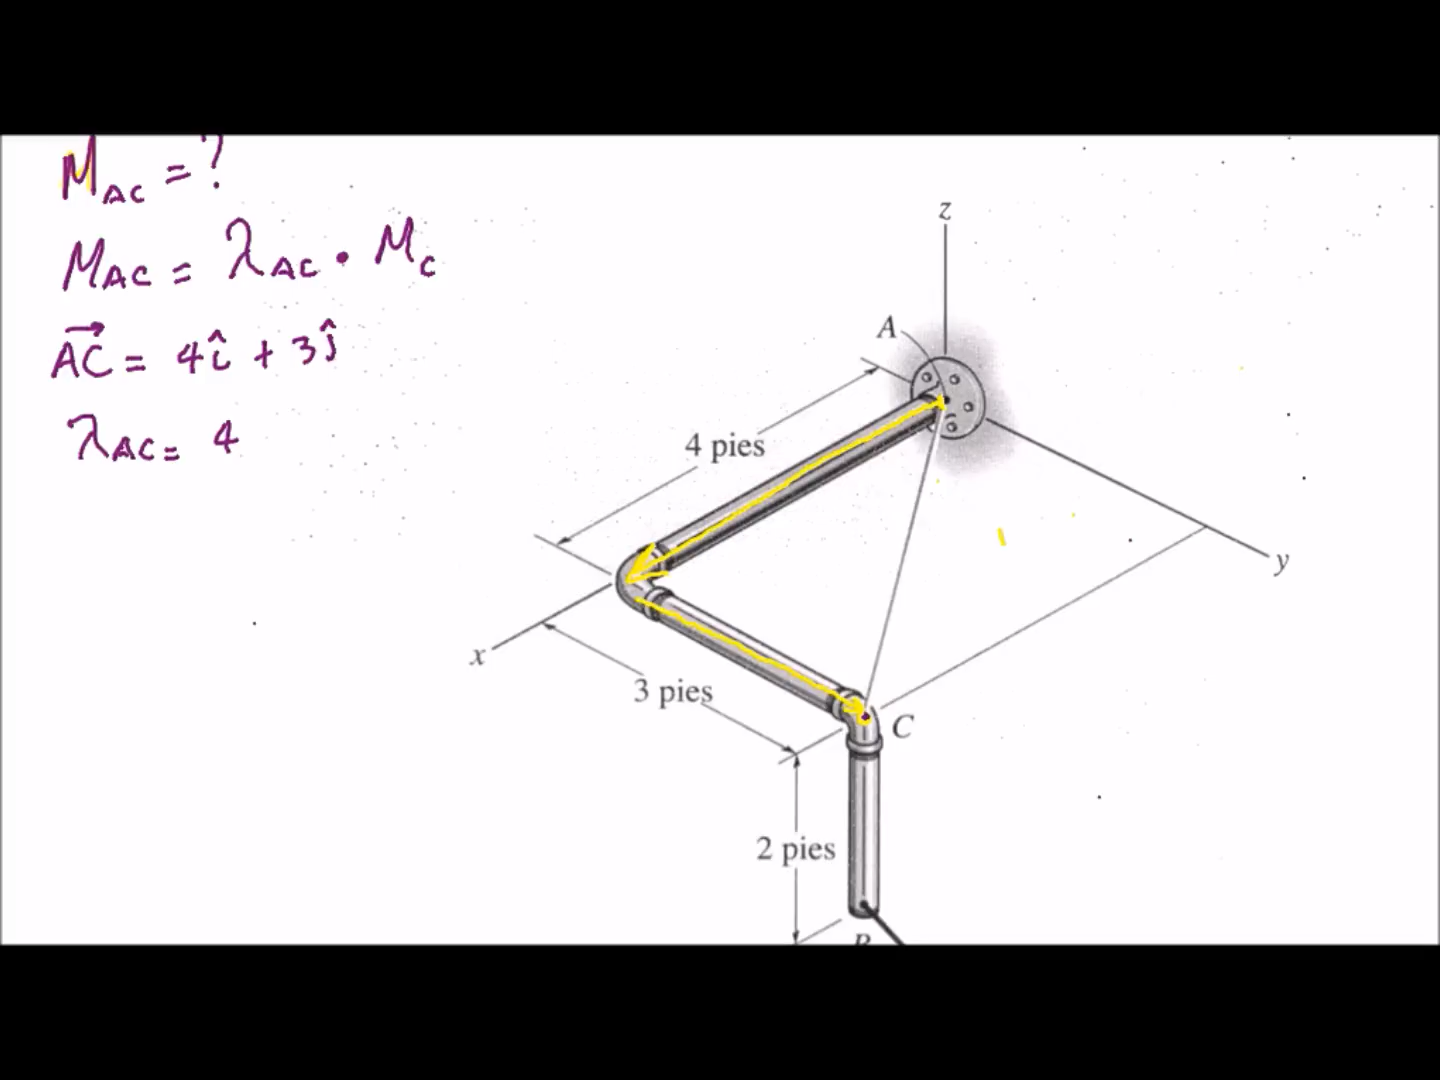 M_AC = ?
M_AC = λ_AC · M_C
AC⃗ = 4î + 3ĵ
λ_AC = 4
z
A
4 pies
y
x
3 pies
C
2 pies